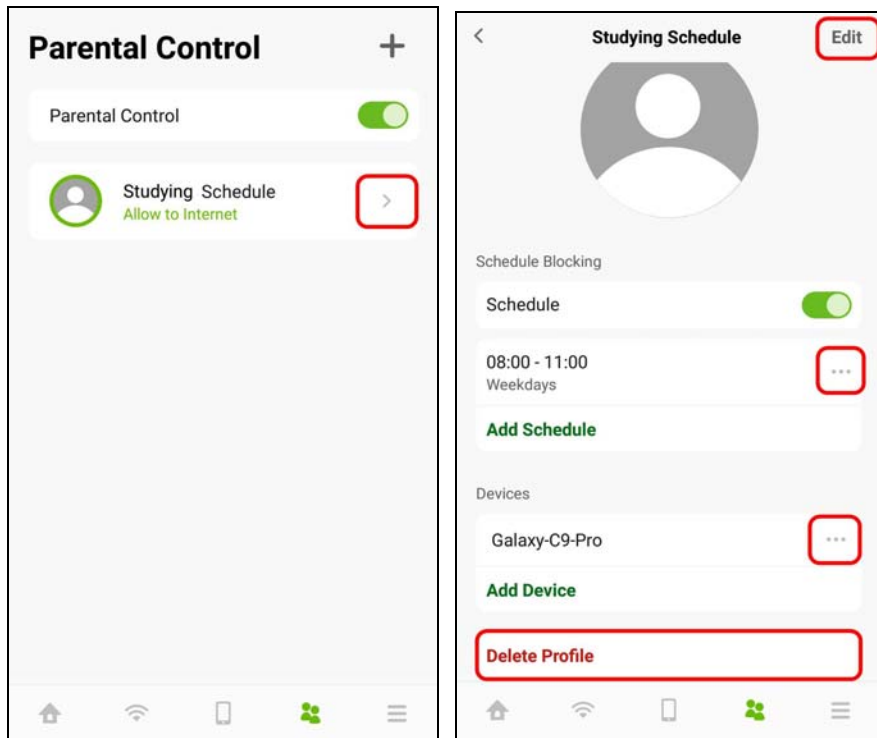 Parental Control
Parental Control
Studying Schedule
Allow to Internet
Studying Schedule
Edit
Schedule Blocking
Schedule
08:00 - 11:00
Weekdays
Add Schedule
Devices
Galaxy-C9-Pro
Add Device
Delete Profile